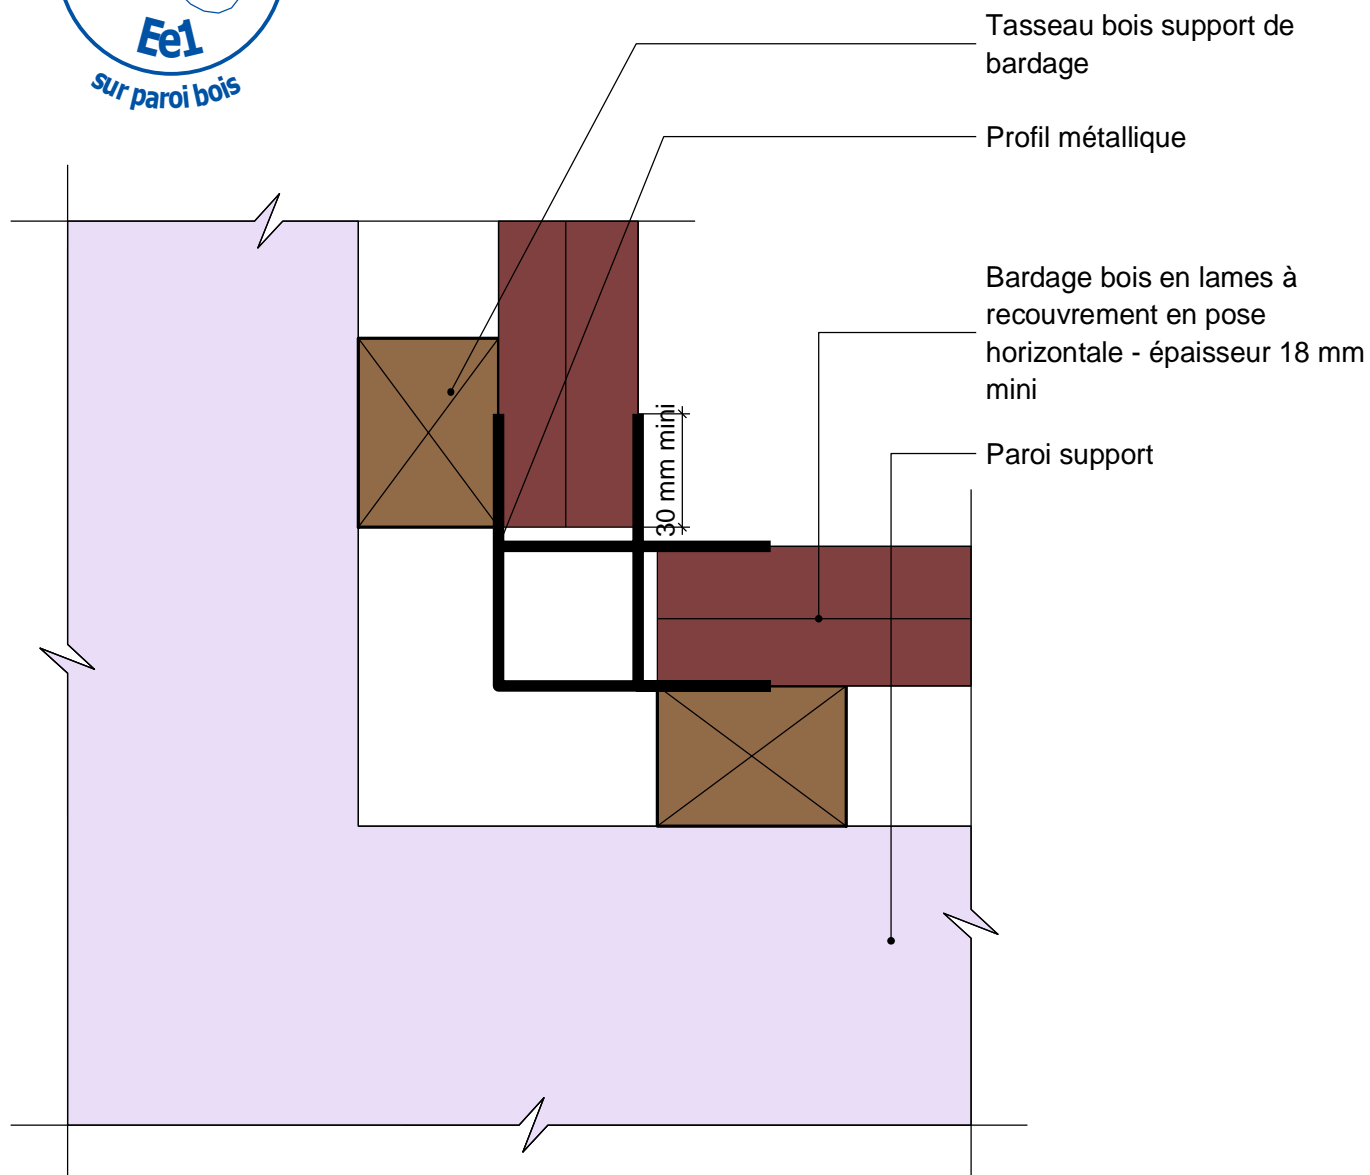 Ee1
sur paroi bois
Tasseau bois support de
bardage
Profil métallique
Bardage bois en lames à
recouvrement en pose
horizontale - épaisseur 18 mm
mini
Paroi support
30 mm mini